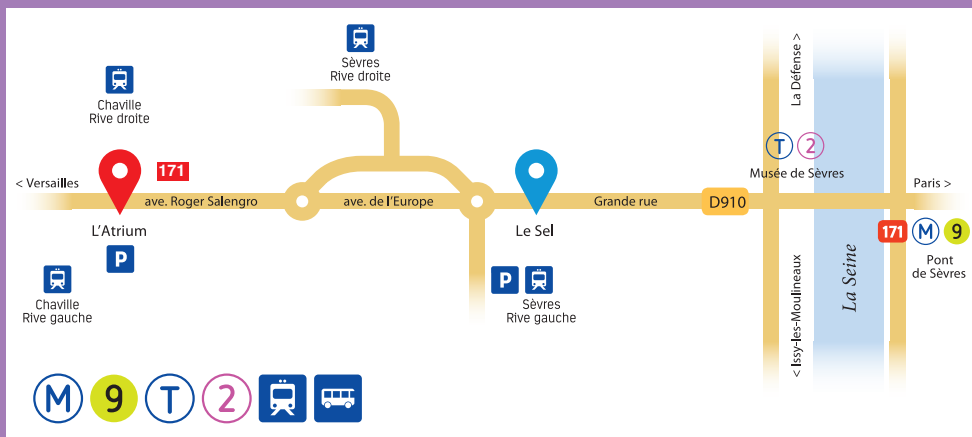 Sèvres
Rive droite
La Défense >
Chaville
Rive droite
T 2
Musée de Sèvres
171
< Versailles
Paris >
ave. Roger Salengro
ave. de l'Europe
Grande rue
D910
L'Atrium
P
Le Sel
171 M 9
Pont
de Sèvres
Chaville
Rive gauche
P
Sèvres
Rive gauche
< Issy-les-Moulineaux
La Seine
M 9 T 2